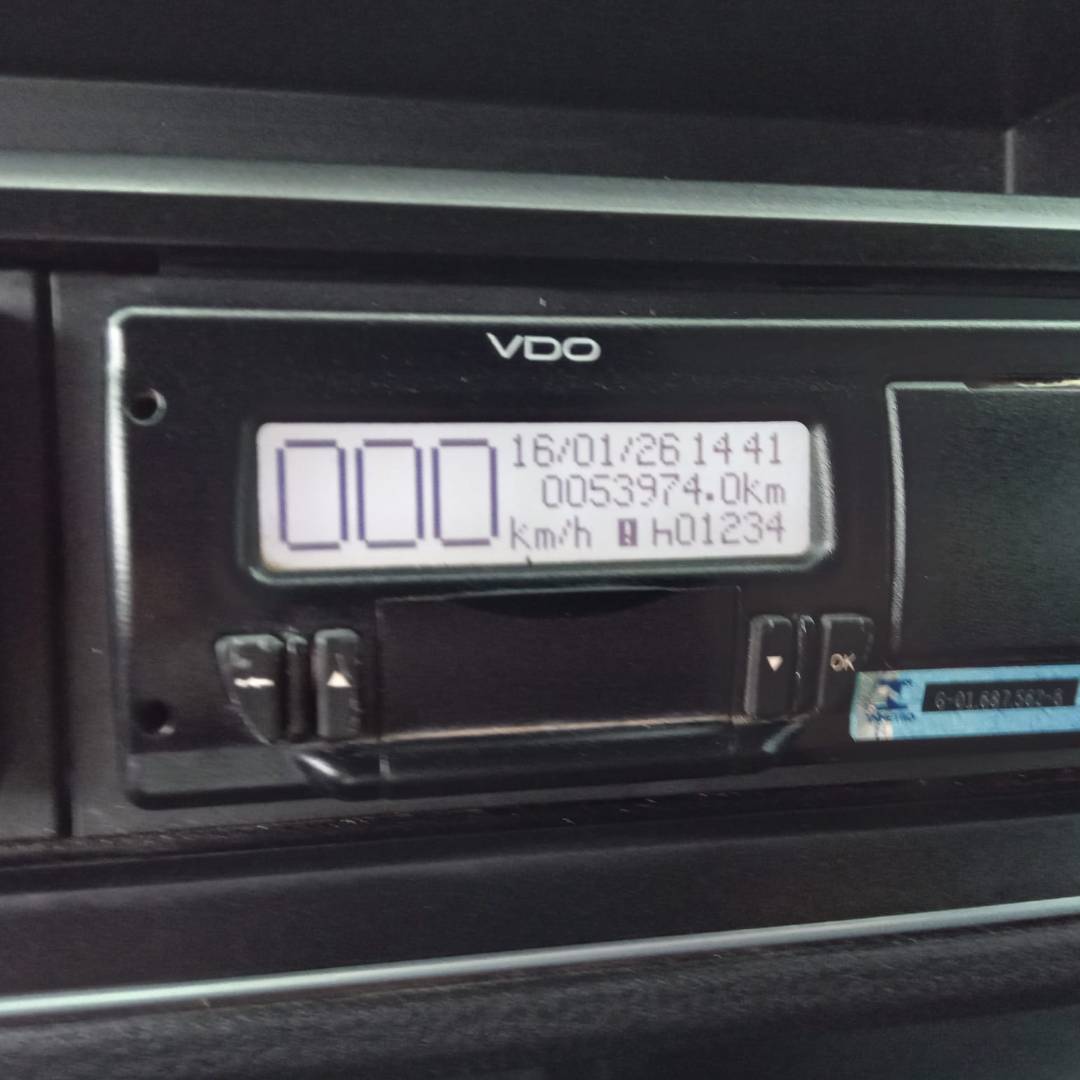 VDO
000
16/01/26 14 41
0053974.0km
km/h h01234
OK
6-01.687.562-8